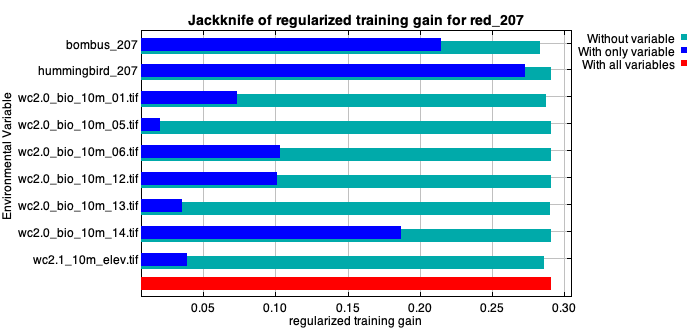 Jackknife of regularized training gain for red_207
bombus_207
hummingbird_207
wc2.0_bio_10m_01.tif
wc2.0_bio_10m_05.tif
wc2.0_bio_10m_06.tif
wc2.0_bio_10m_12.tif
wc2.0_bio_10m_13.tif
wc2.0_bio_10m_14.tif
wc2.1_10m_elev.tif
Environmental Variable
0.05 0.10 0.15 0.20 0.25 0.30
regularized training gain
Without variable
With only variable
With all variables